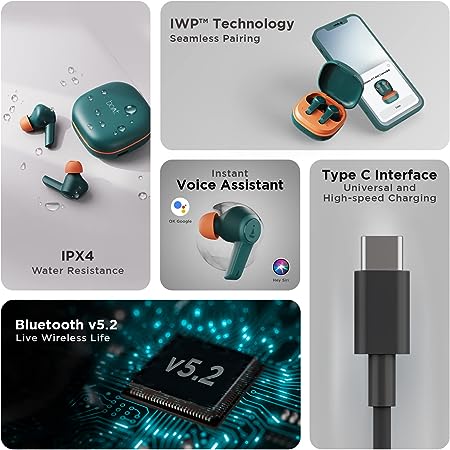 IWP™ Technology
Seamless Pairing
boAt
IPX4
Water Resistance
Instant
Voice Assistant
OK Google
Hey Siri
Type C Interface
Universal and
High-speed Charging
Bluetooth v5.2
Live Wireless Life
v5.2